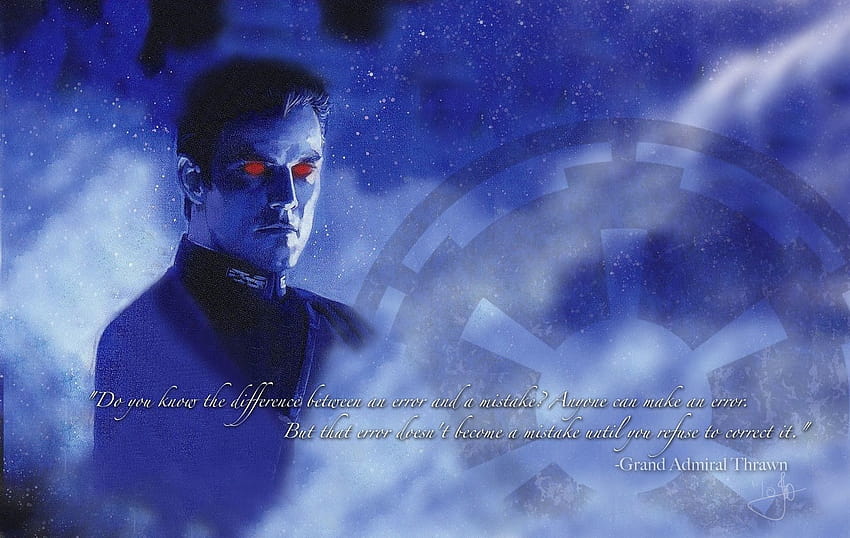 "Do you know the difference between an error and a mistake? Anyone can make an error.
But that error doesn't become a mistake until you refuse to correct it."
-Grand Admiral Thrawn